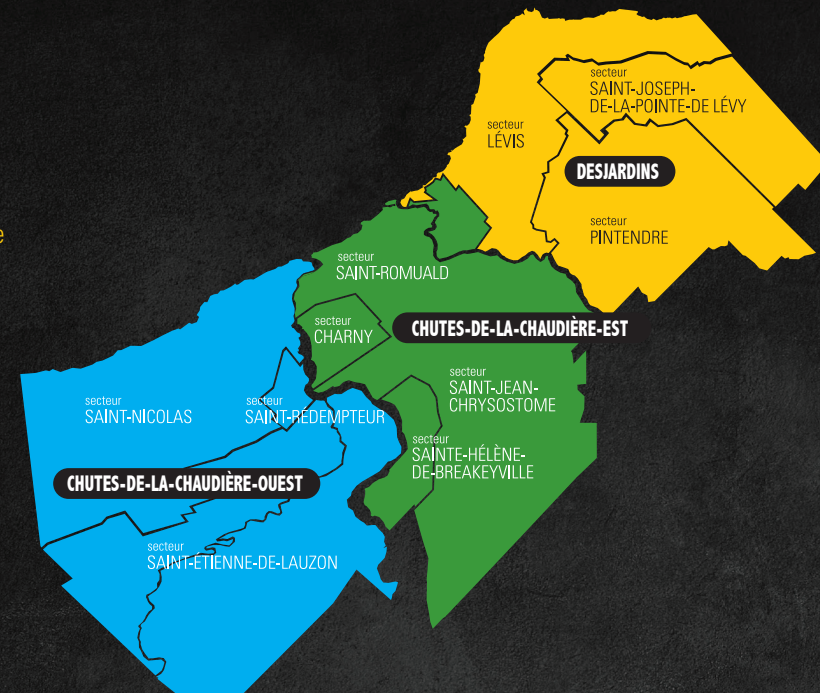 secteur
SAINT-JOSEPH-
DE-LA-POINTE-DE LÉVY
secteur
LÉVIS
DESJARDINS
secteur
PINTENDRE
e
secteur
SAINT-ROMUALD
secteur
CHARNY
CHUTES-DE-LA-CHAUDIÈRE-EST
secteur
SAINT-JEAN-
CHRYSOSTOME
secteur
SAINT-NICOLAS
secteur
SAINT-RÉDEMPTEUR
secteur
SAINTE-HÉLÈNE-
DE-BREAKEYVILLE
CHUTES-DE-LA-CHAUDIÈRE-OUEST
secteur
SAINT-ÉTIENNE-DE-LAUZON